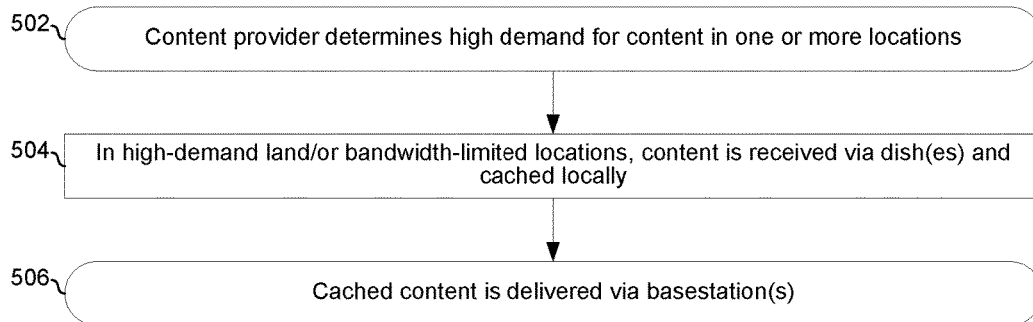 502
Content provider determines high demand for content in one or more locations
504
In high-demand land/or bandwidth-limited locations, content is received via dish(es) and
cached locally
506
Cached content is delivered via basestation(s)